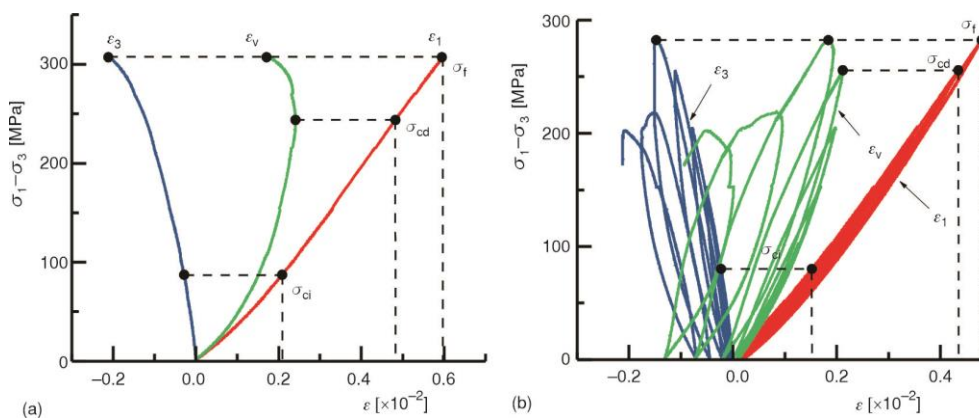 (a)
ε3 εv ε1
σf
σcd
σci
σ1–σ3 [MPa]
300
200
100
0
–0.2 0.0 0.2 0.4 0.6
ε [×10⁻²]
(b)
σf
σcd
ε3
εv
ε1
σci
σ1–σ3 [MPa]
300
200
100
0
–0.2 0.0 0.2 0.4
ε [×10⁻²]